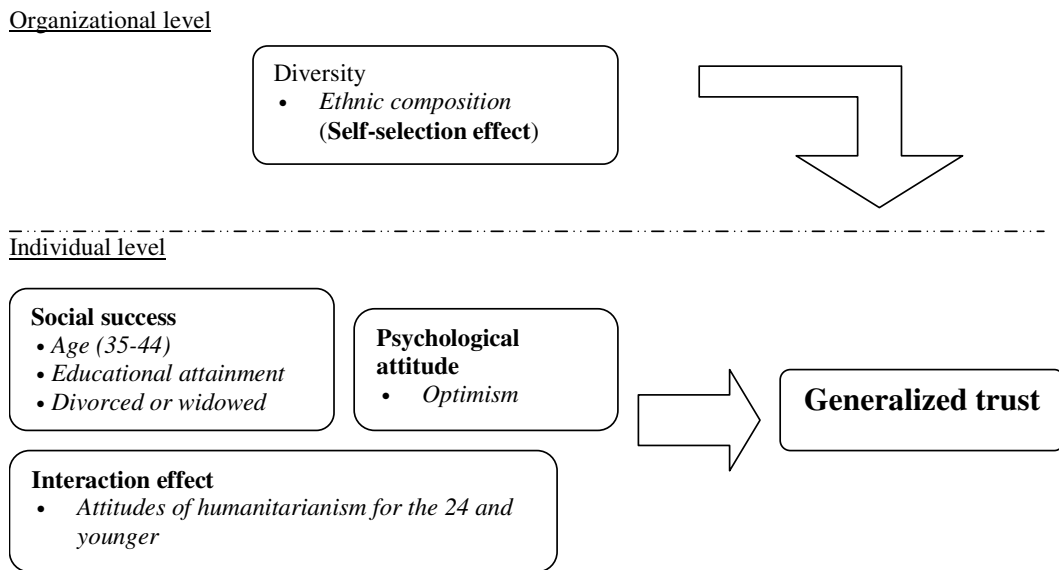 Organizational level
Diversity
• Ethnic composition
(Self-selection effect)
Individual level
Social success
• Age (35-44)
• Educational attainment
• Divorced or widowed
Psychological
attitude
• Optimism
Generalized trust
Interaction effect
• Attitudes of humanitarianism for the 24 and
younger